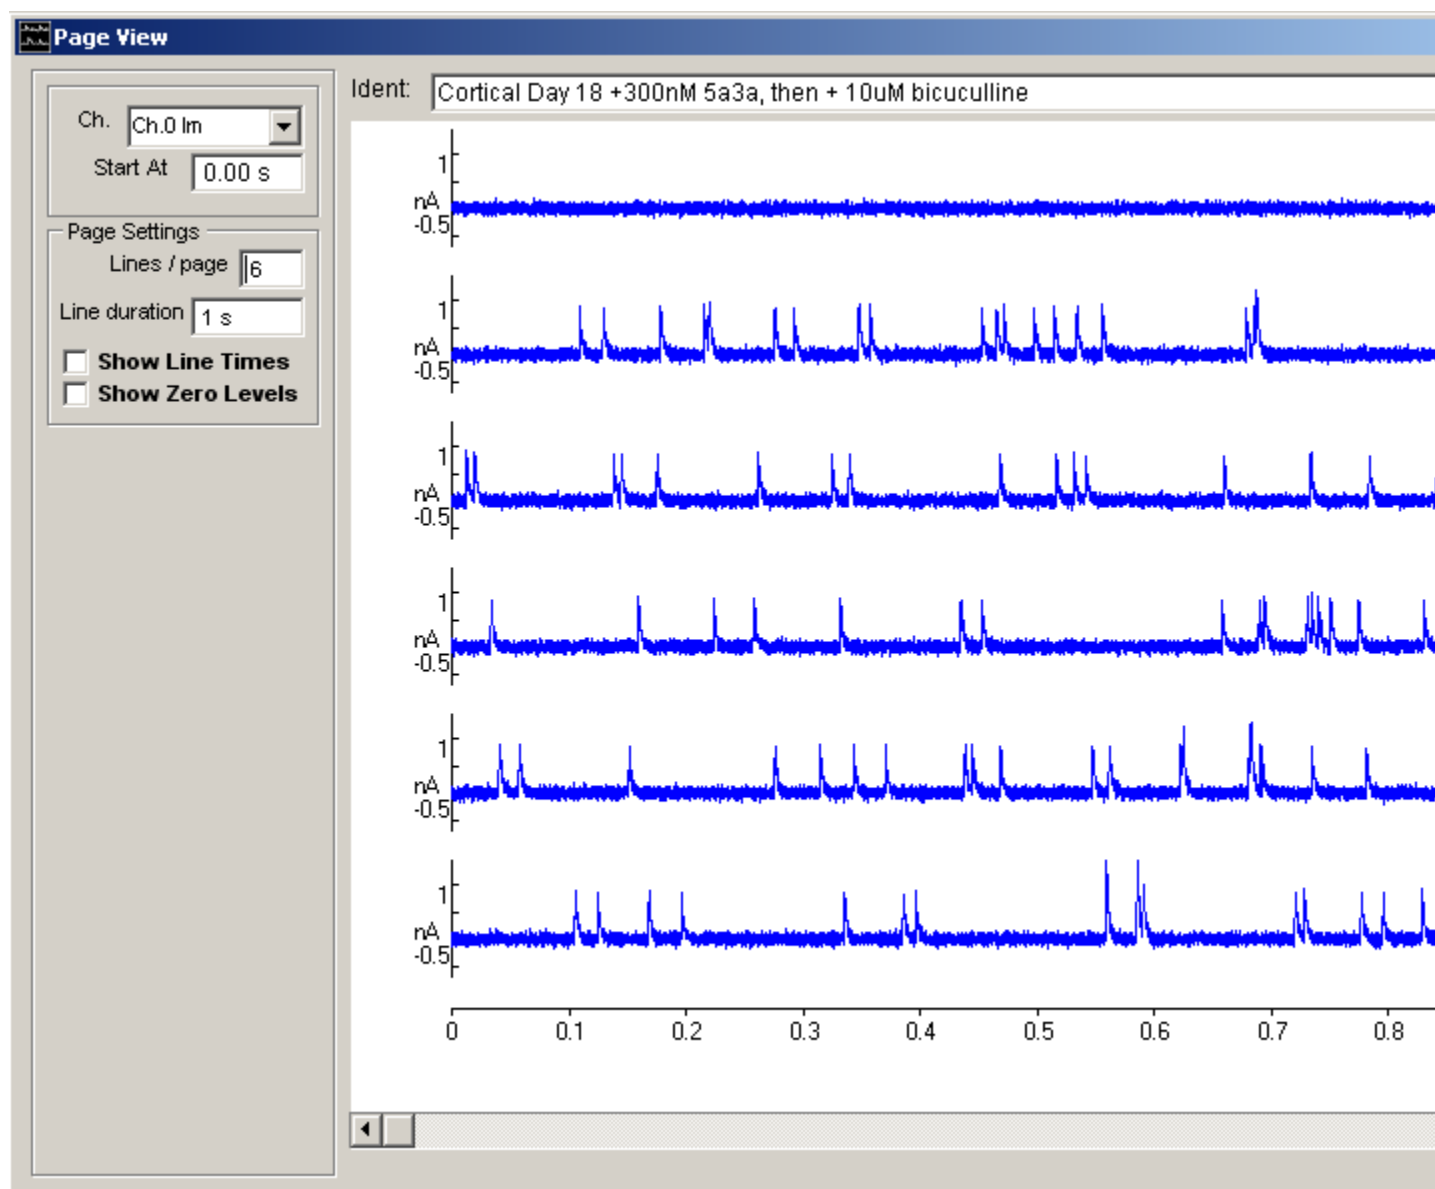 Page View
Ident: Cortical Day 18 +300nM 5a3a, then + 10uM bicuculline
Ch. Ch.0 Im
Start At 0.00 s
Page Settings
Lines / page 6
Line duration 1 s
Show Line Times
Show Zero Levels
1
nA
-0.5
1
nA
-0.5
1
nA
-0.5
1
nA
-0.5
1
nA
-0.5
1
nA
-0.5
0 0.1 0.2 0.3 0.4 0.5 0.6 0.7 0.8